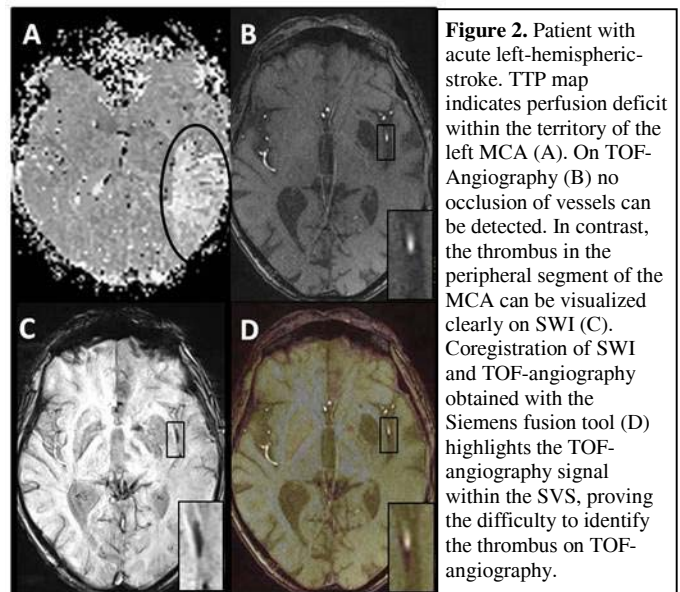 A
B
C
D
Figure 2. Patient with
acute left-hemispheric-
stroke. TTP map
indicates perfusion deficit
within the territory of the
left MCA (A). On TOF-
Angiography (B) no
occlusion of vessels can
be detected. In contrast,
the thrombus in the
peripheral segment of the
MCA can be visualized
clearly on SWI (C).
Coregistration of SWI
and TOF-angiography
obtained with the
Siemens fusion tool (D)
highlights the TOF-
angiography signal
within the SVS, proving
the difficulty to identify
the thrombus on TOF-
angiography.